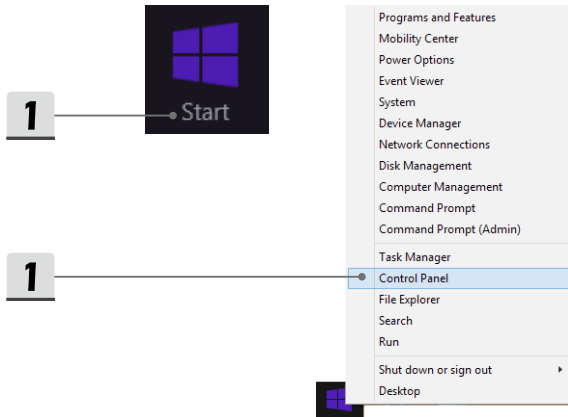 1
Start
1
Programs and Features
Mobility Center
Power Options
Event Viewer
System
Device Manager
Network Connections
Disk Management
Computer Management
Command Prompt
Command Prompt (Admin)
Task Manager
Control Panel
File Explorer
Search
Run
Shut down or sign out
Desktop